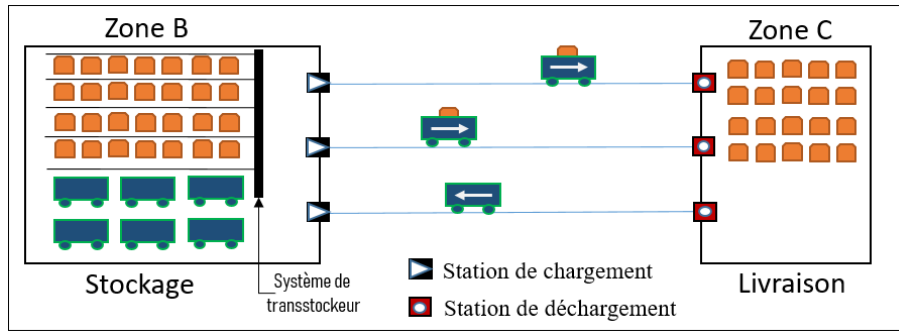 Zone B
Zone C
Stockage
Système de
transstockeur
Station de chargement
Station de déchargement
Livraison